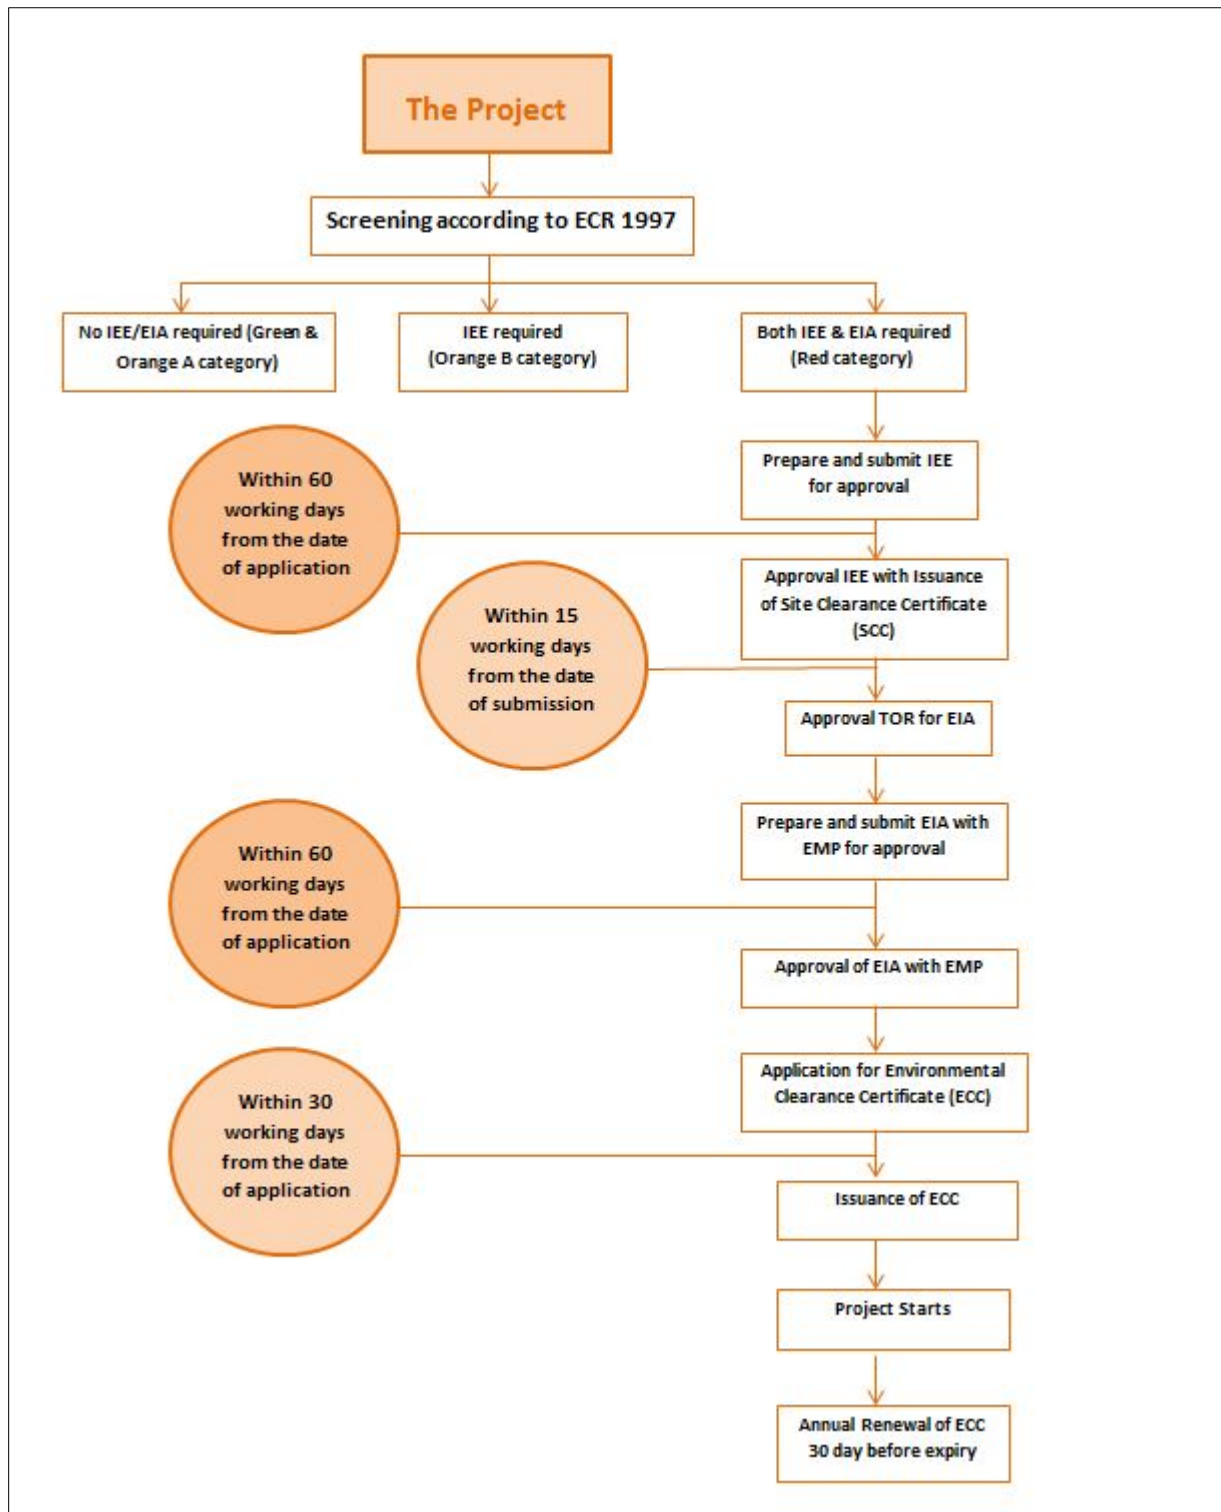 The Project
Screening according to ECR 1997
No IEE/EIA required (Green &
Orange A category)
IEE required
(Orange B category)
Both IEE & EIA required
(Red category)
Prepare and submit IEE
for approval
Within 60
working days
from the date
of application
Approval IEE with Issuance
of Site Clearance Certificate
(SCC)
Within 15
working days
from the date
of submission
Approval TOR for EIA
Prepare and submit EIA with
EMP for approval
Within 60
working days
from the date
of application
Approval of EIA with EMP
Application for Environmental
Clearance Certificate (ECC)
Within 30
working days
from the date
of application
Issuance of ECC
Project Starts
Annual Renewal of ECC
30 day before expiry